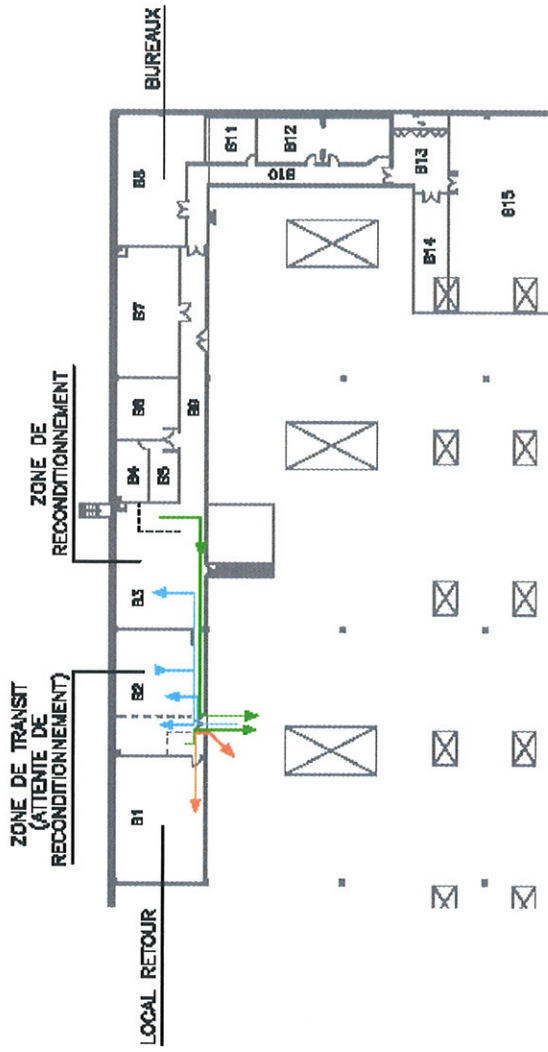 LOCAL RETOUR
ZONE DE TRANSIT
(ATTENTE DE
RECONDITIONNEMENT)
ZONE DE
RECONDITIONNEMENT
BUREAUX
B1
B2
B3
B4
B5
B6
B7
B8
B9
B10
B11
B12
B13
B14
B15